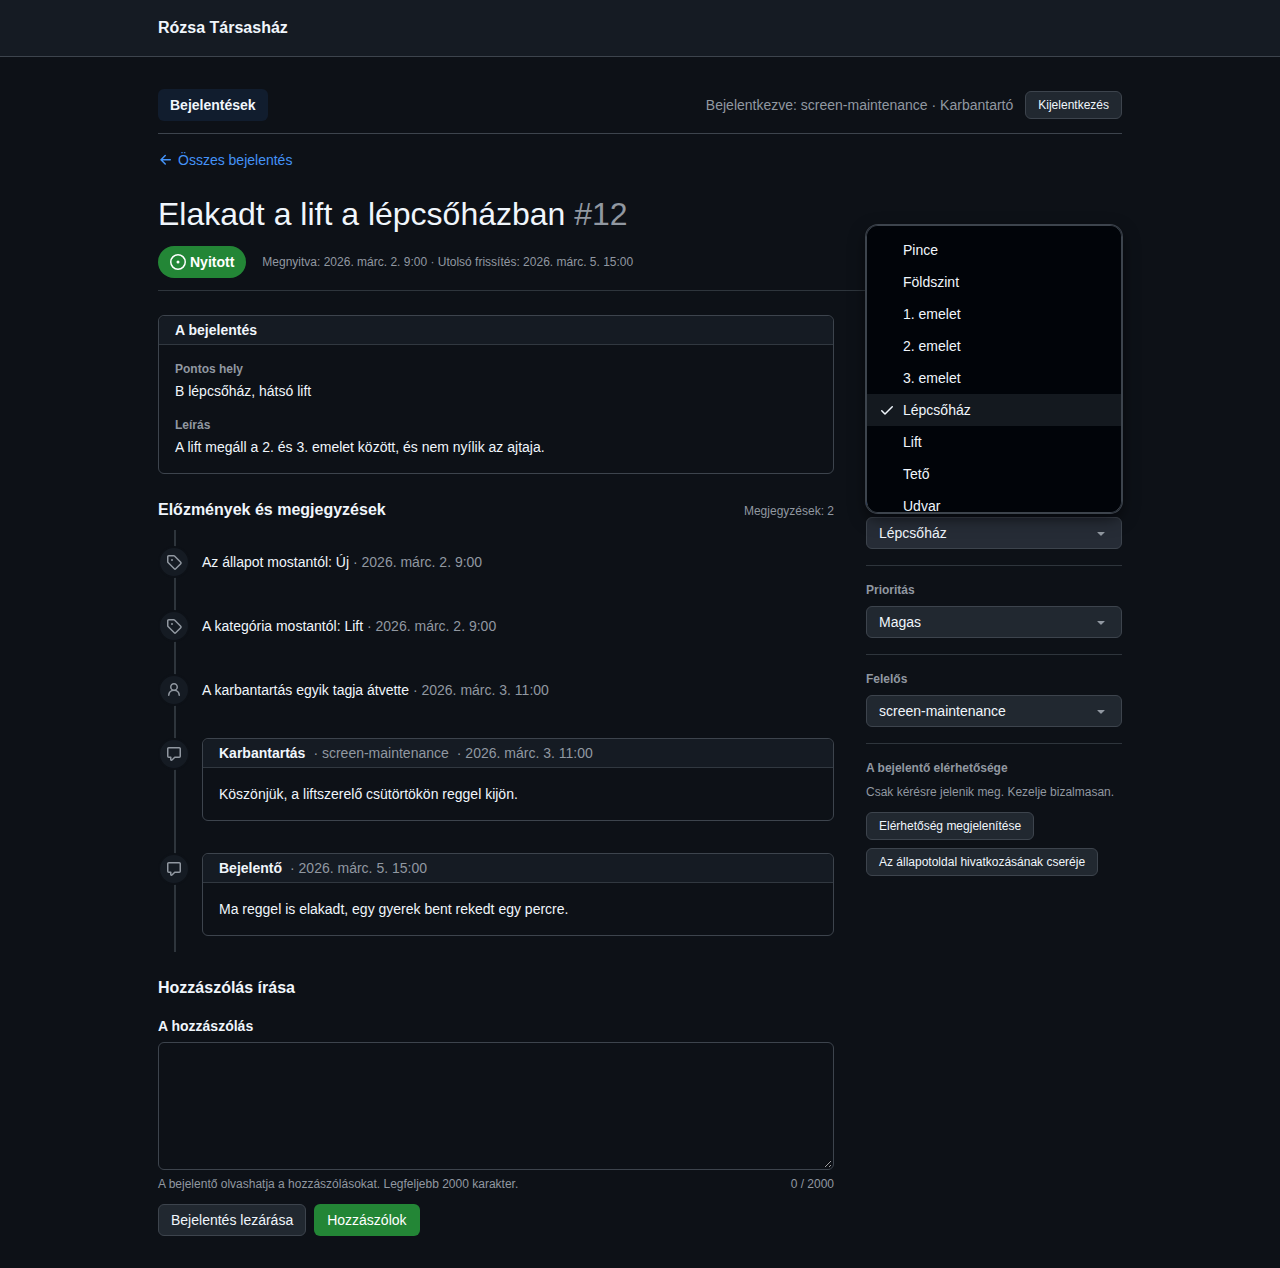 Rózsa Társasház
Bejelentések
Bejelentkezve: screen-maintenance · Karbantartó
Kijelentkezés
← Összes bejelentés
Elakadt a lift a lépcsőházban #12
Nyitott
Megnyitva: 2026. márc. 2. 9:00 · Utolsó frissítés: 2026. márc. 5. 15:00
A bejelentés
Pontos hely
B lépcsőház, hátsó lift
Leírás
A lift megáll a 2. és 3. emelet között, és nem nyílik az ajtaja.
Előzmények és megjegyzések
Megjegyzések: 2
Az állapot mostantól: Új · 2026. márc. 2. 9:00
A kategória mostantól: Lift · 2026. márc. 2. 9:00
A karbantartás egyik tagja átvette · 2026. márc. 3. 11:00
Karbantartás · screen-maintenance · 2026. márc. 3. 11:00
Köszönjük, a liftszerelő csütörtökön reggel kijön.
Bejelentő · 2026. márc. 5. 15:00
Ma reggel is elakadt, egy gyerek bent rekedt egy percre.
Hozzászólás írása
A hozzászólás
A bejelentő olvashatja a hozzászólásokat. Legfeljebb 2000 karakter.
0 / 2000
Bejelentés lezárása
Hozzászólok
Pince
Földszint
1. emelet
2. emelet
3. emelet
Lépcsőház
Lift
Tető
Udvar
Lépcsőház
Prioritás
Magas
Felelős
screen-maintenance
A bejelentő elérhetősége
Csak kérésre jelenik meg. Kezelje bizalmasan.
Elérhetőség megjelenítése
Az állapotoldal hivatkozásának cseréje